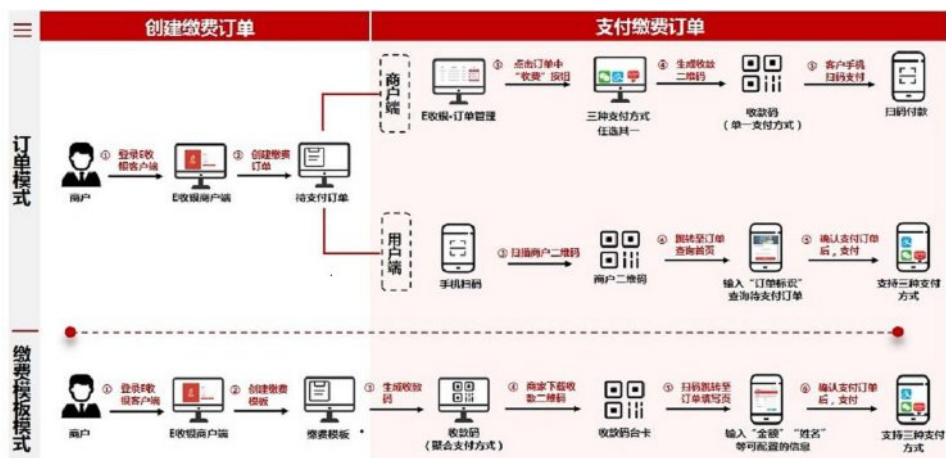 创建缴费订单
支付缴费订单
订单模式
① 登录E收
银客户端
② 创建缴费
订单
商户
E收银商户端
待支付订单
商户端
③ 点击订单中
“收费”按钮
④ 生成收款
二维码
⑤ 客户手机
扫码支付
E收银·订单管理
三种支付方式
任选其一
收款码
(单一支付方式)
扫码付款
用户端
③ 扫描商户二维码
④ 跳转至订单
查询首页
⑤ 确认支付订单
后,支付
手机扫码
商户二维码
输入“订单标识”
查询待支付订单
支持三种支付
方式
缴费模板模式
① 登录E收
银客户端
② 创建缴费
模板
③ 生成收款
码
④ 商家下载收
款二维码
⑤ 扫码跳转至
订单填写页
⑥ 确认支付订单
后,支付
商户
E收银商户端
缴费模板
收款码
(聚合支付方式)
收款码台卡
输入“金额”“姓名”
等可配置的信息
支持三种支付
方式